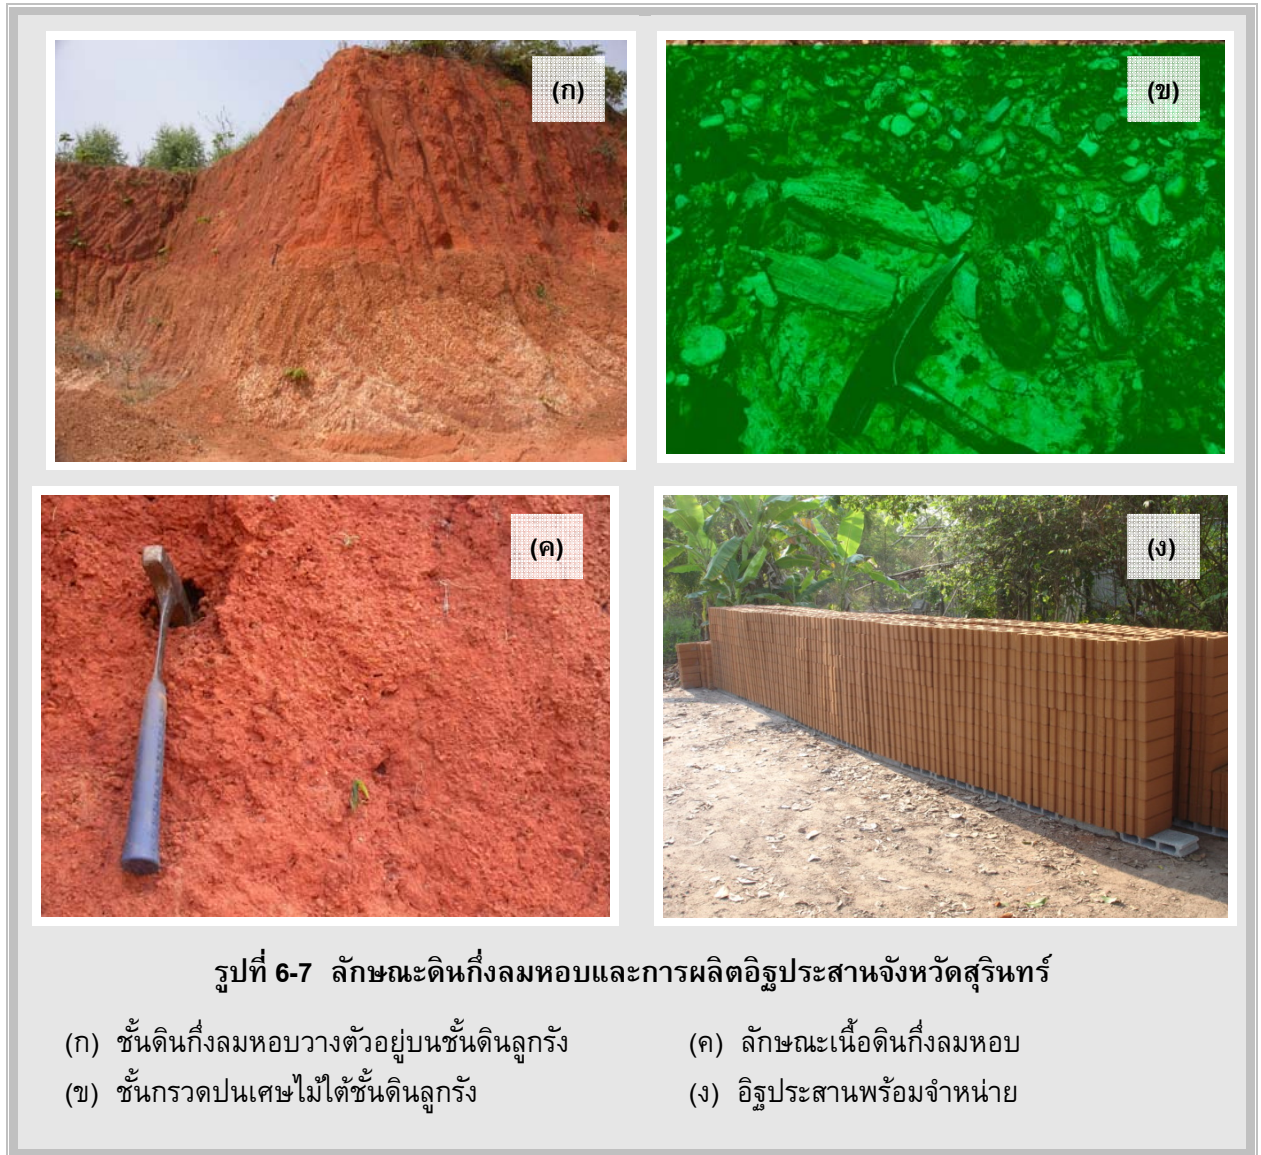 (ก)
(ข)
(ค)
(ง)
รูปที่ 6-7 ลักษณะดินกึ่งลมหอบและการผลิตอิฐประสานจังหวัดสุรินทร์
(ก) ชั้นดินกึ่งลมหอบวางตัวอยู่บนชั้นดินลูกรัง
(ค) ลักษณะเนื้อดินกึ่งลมหอบ
(ข) ชั้นกรวดปนเศษไม้ใต้ชั้นดินลูกรัง
(ง) อิฐประสานพร้อมจำหน่าย